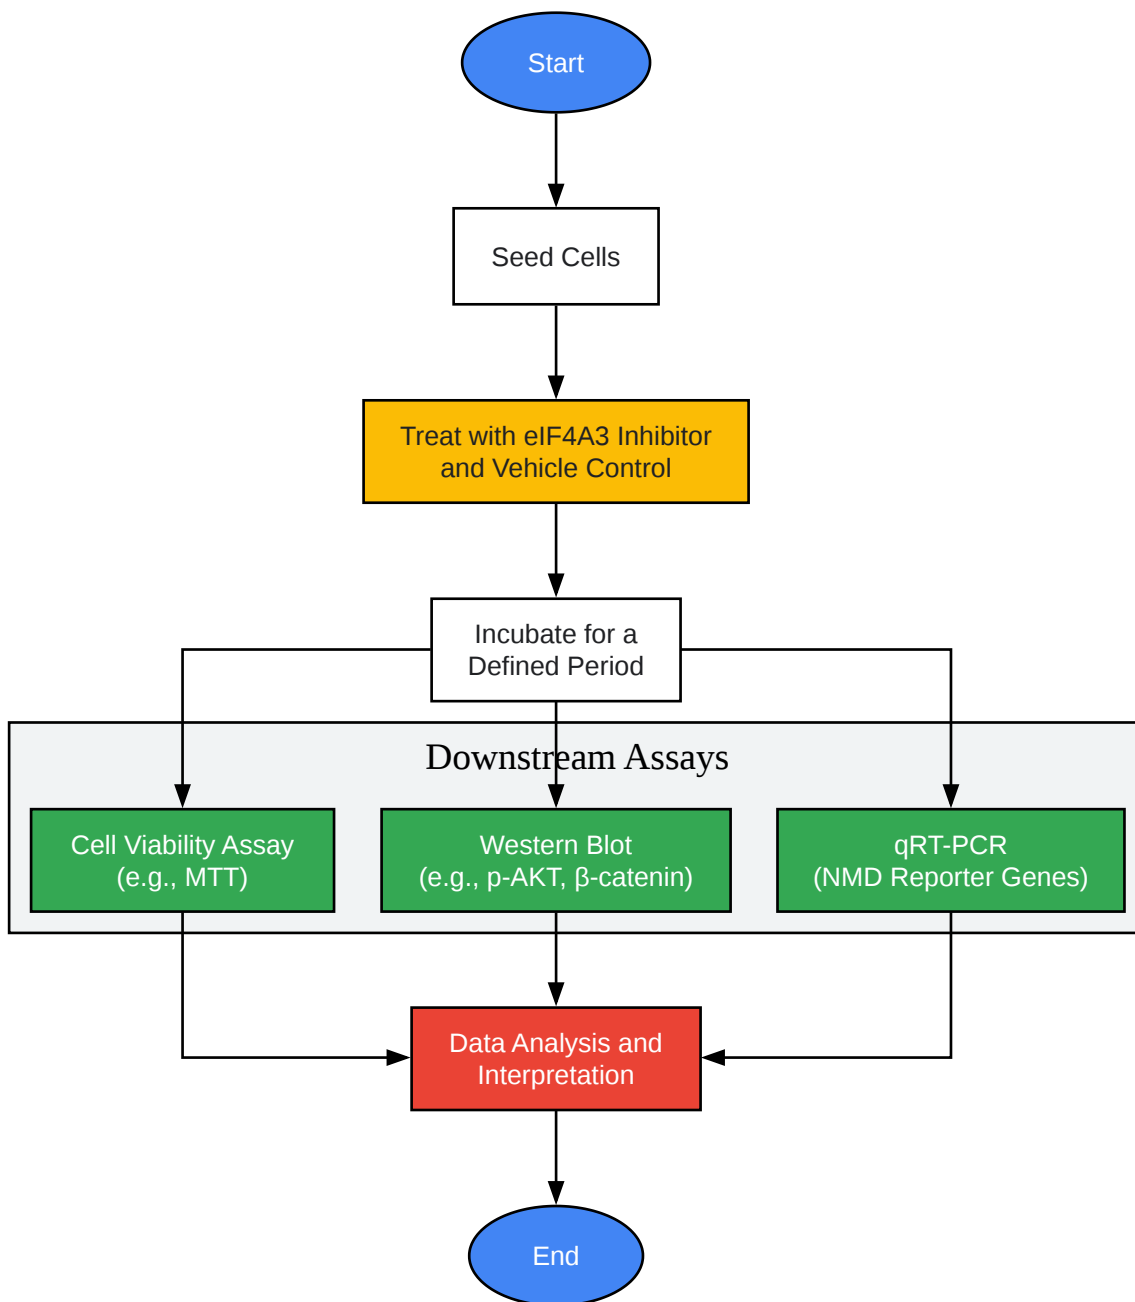 Start
Seed Cells
Treat with eIF4A3 Inhibitor
and Vehicle Control
Incubate for a
Defined Period
Downstream Assays
Cell Viability Assay
(e.g., MTT)
Western Blot
(e.g., p-AKT, β-catenin)
qRT-PCR
(NMD Reporter Genes)
Data Analysis and
Interpretation
End